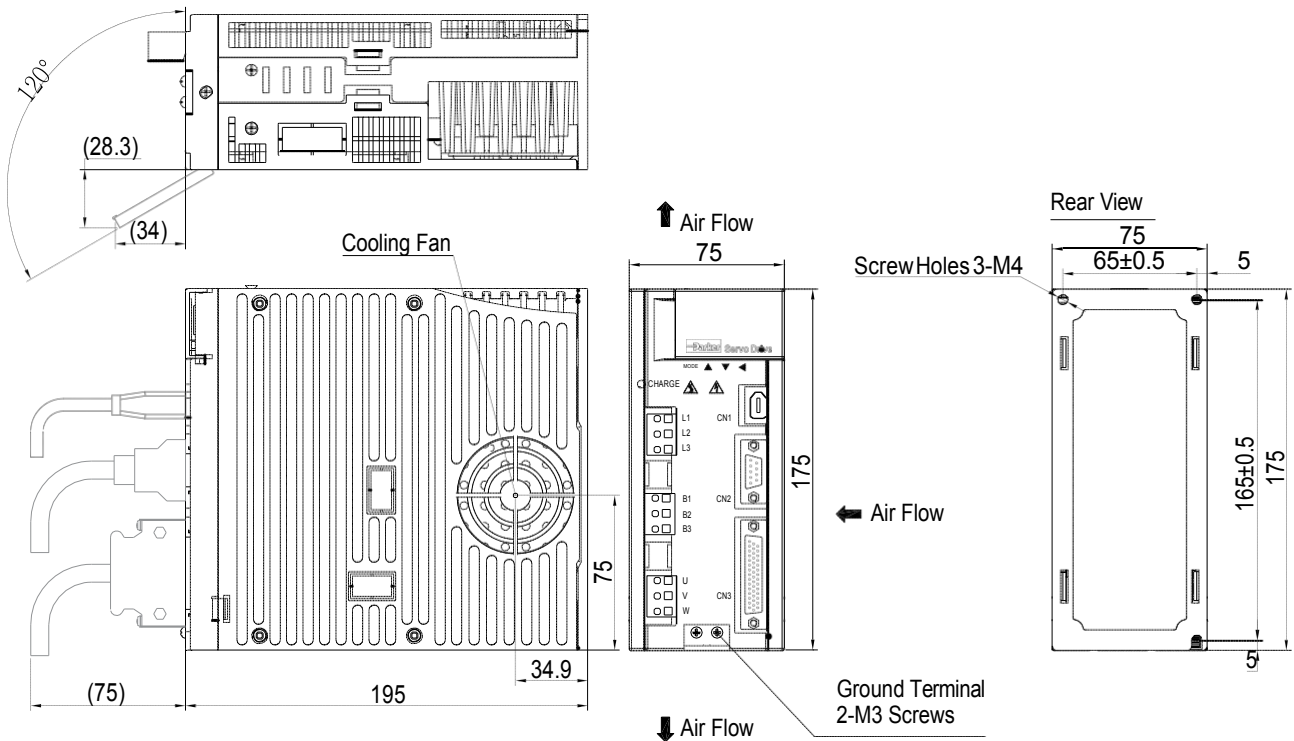 120°
(28.3)
(34)
Cooling Fan
75
34.9
(75)
195
Air Flow
75
Servo Drive
MODE
CHARGE
L1
L2
L3
CN1
B1
B2
B3
CN2
U
V
W
CN3
175
Air Flow
Air Flow
Ground Terminal
2-M3 Screws
Rear View
75
65±0.5
5
Screw Holes 3-M4
165±0.5
175
5